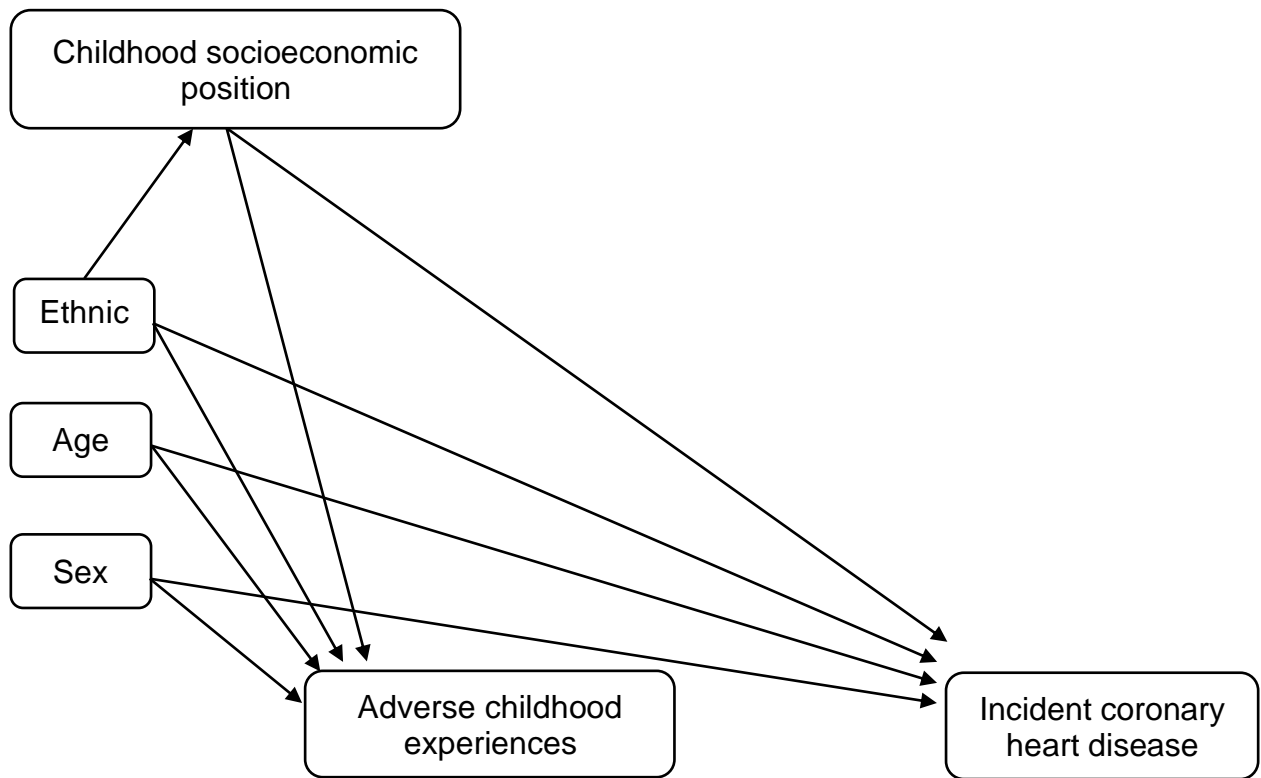 Childhood socioeconomic
position
Ethnic
Age
Sex
Adverse childhood
experiences
Incident coronary
heart disease